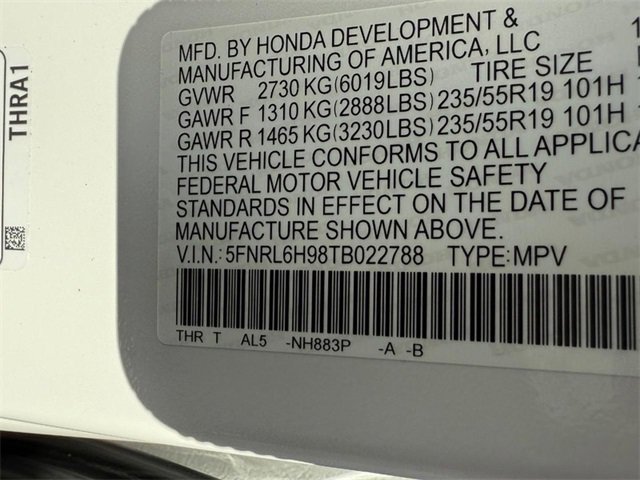 THRA1
MFD. BY HONDA DEVELOPMENT &
MANUFACTURING OF AMERICA, LLC
GVWR 2730 KG(6019LBS) TIRE SIZE
GAWR F 1310 KG(2888LBS) 235/55R19 101H
GAWR R 1465 KG(3230LBS) 235/55R19 101H
THIS VEHICLE CONFORMS TO ALL APPLICA
FEDERAL MOTOR VEHICLE SAFETY
STANDARDS IN EFFECT ON THE DATE OF
MANUFACTURE SHOWN ABOVE.
V.I.N.: 5FNRL6H98TB022788 TYPE: MPV
THR T AL5 -NH883P -A -B